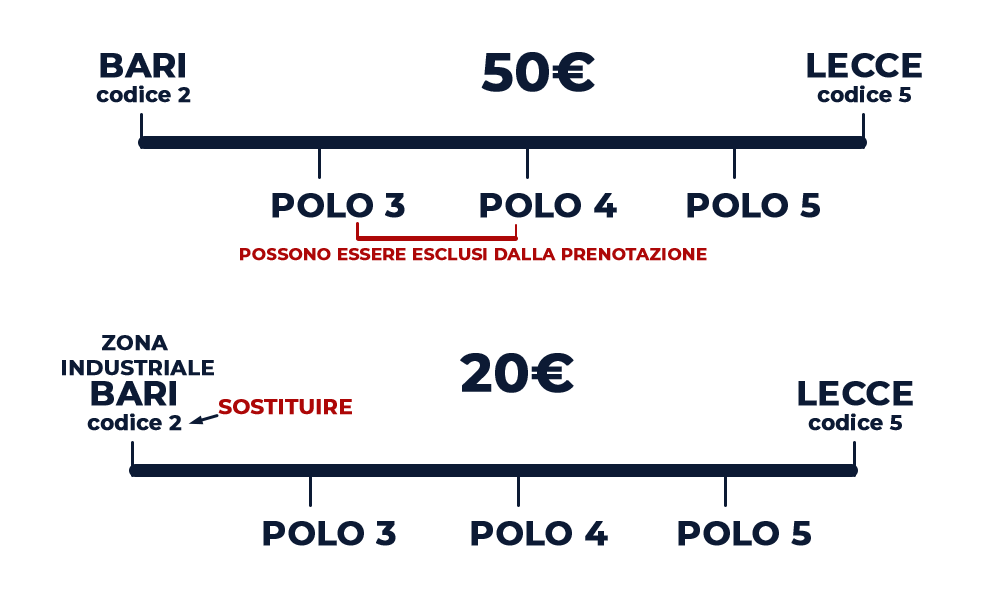 BARI
codice 2
50€
LECCE
codice 5
POLO 3
POLO 4
POLO 5
POSSONO ESSERE ESCLUSI DALLA PRENOTAZIONE
ZONA
INDUSTRIALE
BARI
codice 2
SOSTITUIRE
20€
LECCE
codice 5
POLO 3
POLO 4
POLO 5